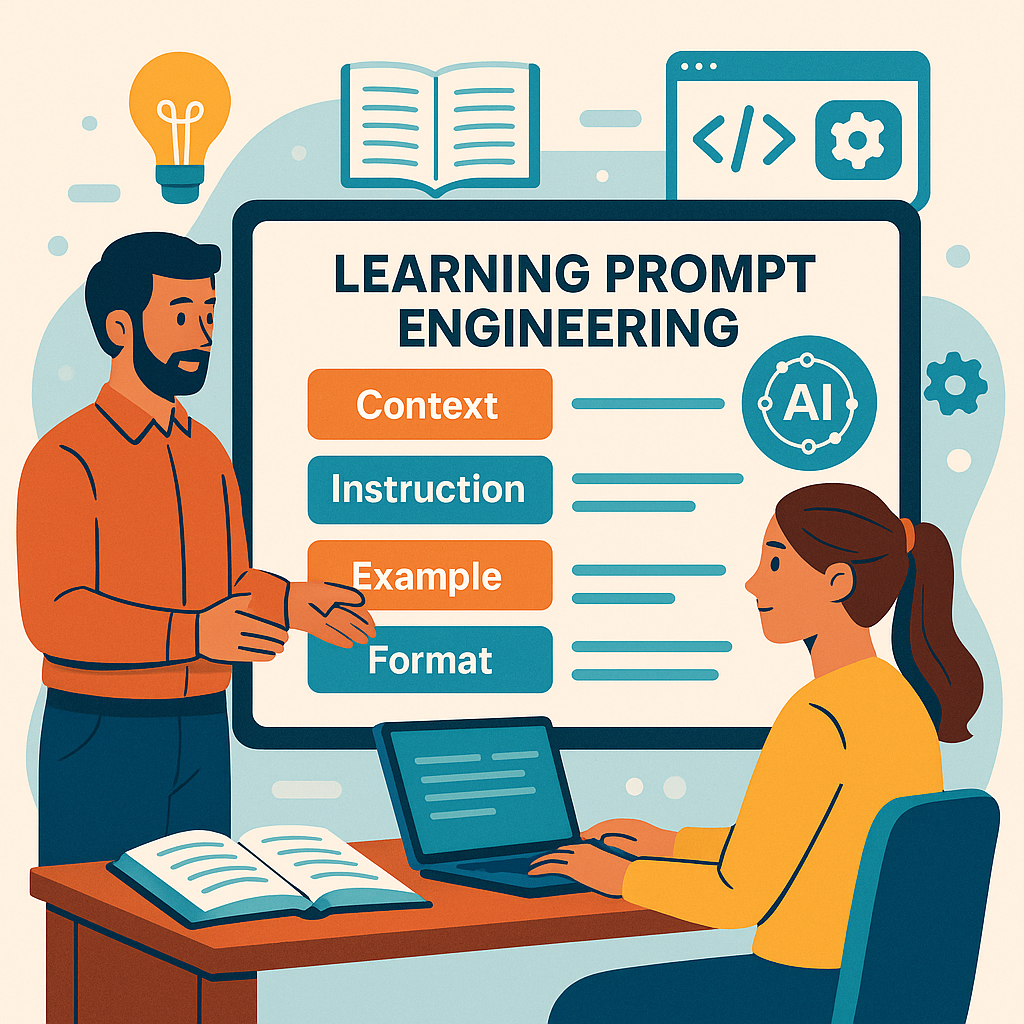 LEARNING PROMPT
ENGINEERING
Context
AI
Instruction
Example
Format